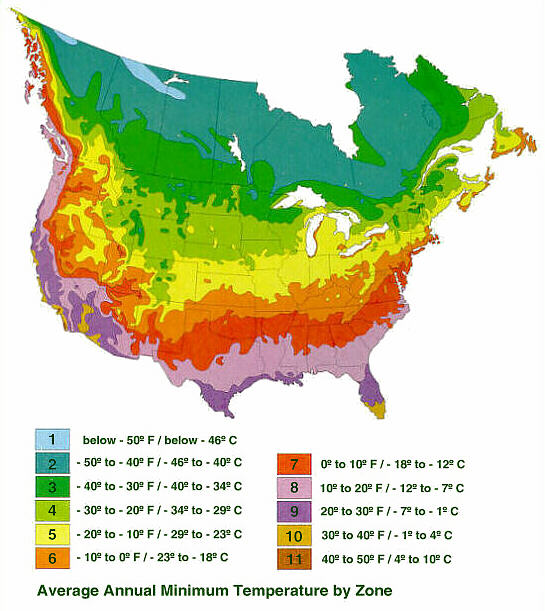 1 below - 50º F / below - 46º C
2 - 50º to - 40º F / - 46º to - 40º C
3 - 40º to - 30º F / - 40º to - 34º C
4 - 30º to - 20º F / - 34º to - 29º C
5 - 20º to - 10º F / - 29º to - 23º C
6 - 10º to 0º F / - 23º to - 18º C
7 0º to 10º F / - 18º to - 12º C
8 10º to 20º F / - 12º to - 7º C
9 20º to 30º F / - 7º to - 1º C
10 30º to 40º F / - 1º to 4º C
11 40º to 50º F / 4º to 10º C
Average Annual Minimum Temperature by Zone